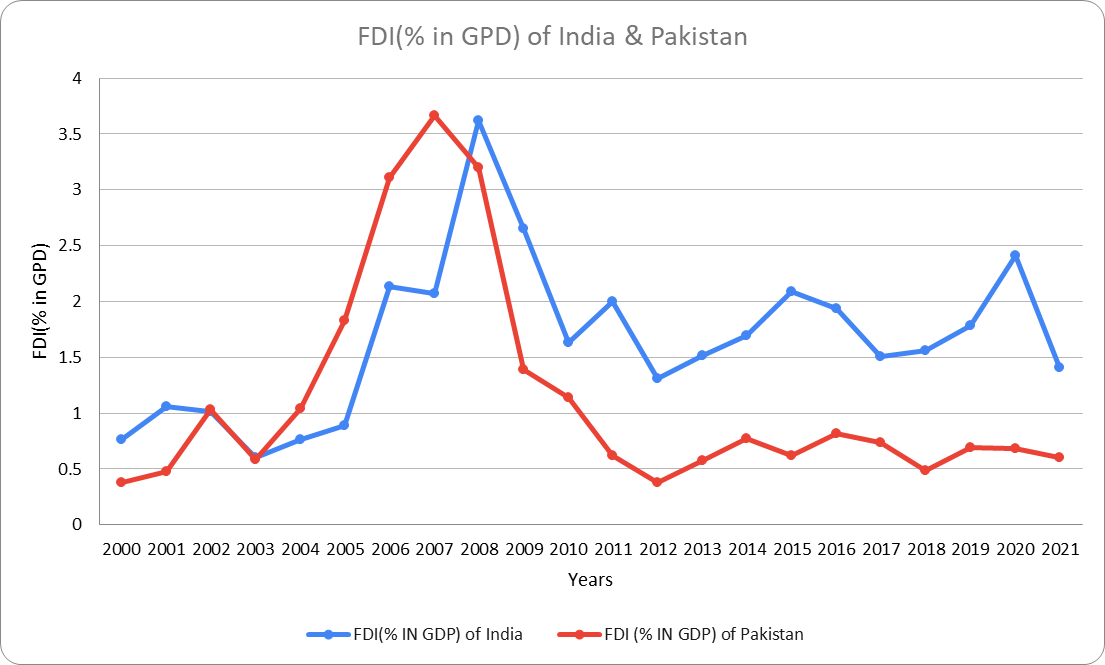 FDI(% in GPD) of India & Pakistan
4
3.5
3
2.5
2
1.5
1
0.5
0
FDI(% in GPD)
2000 2001 2002 2003 2004 2005 2006 2007 2008 2009 2010 2011 2012 2013 2014 2015 2016 2017 2018 2019 2020 2021
Years
FDI(% IN GDP) of India FDI (% IN GDP) of Pakistan